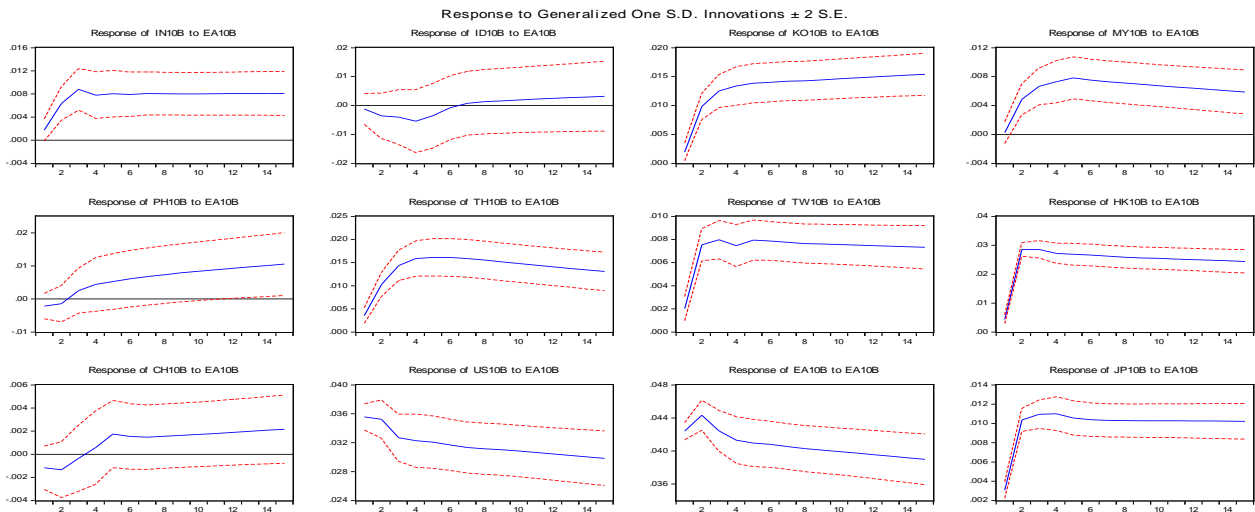 Response to Generalized One S.D. Innovations ± 2 S.E.
Response of IN10B to EA10B
.016
.012
.008
.004
.000
-.004
2 4 6 8 10 12 14
Response of ID10B to EA10B
.02
.01
.00
-.01
-.02
2 4 6 8 10 12 14
Response of KO10B to EA10B
.020
.015
.010
.005
.000
2 4 6 8 10 12 14
Response of MY10B to EA10B
.012
.008
.004
.000
-.004
2 4 6 8 10 12 14
Response of PH10B to EA10B
.02
.01
.00
-.01
2 4 6 8 10 12 14
Response of TH10B to EA10B
.025
.020
.015
.010
.005
.000
2 4 6 8 10 12 14
Response of TW10B to EA10B
.010
.008
.006
.004
.002
.000
2 4 6 8 10 12 14
Response of HK10B to EA10B
.04
.03
.02
.01
.00
2 4 6 8 10 12 14
Response of CH10B to EA10B
.006
.004
.002
.000
-.002
-.004
2 4 6 8 10 12 14
Response of US10B to EA10B
.040
.036
.032
.028
.024
2 4 6 8 10 12 14
Response of EA10B to EA10B
.048
.044
.040
.036
2 4 6 8 10 12 14
Response of JP10B to EA10B
.014
.012
.010
.008
.006
.004
.002
2 4 6 8 10 12 14